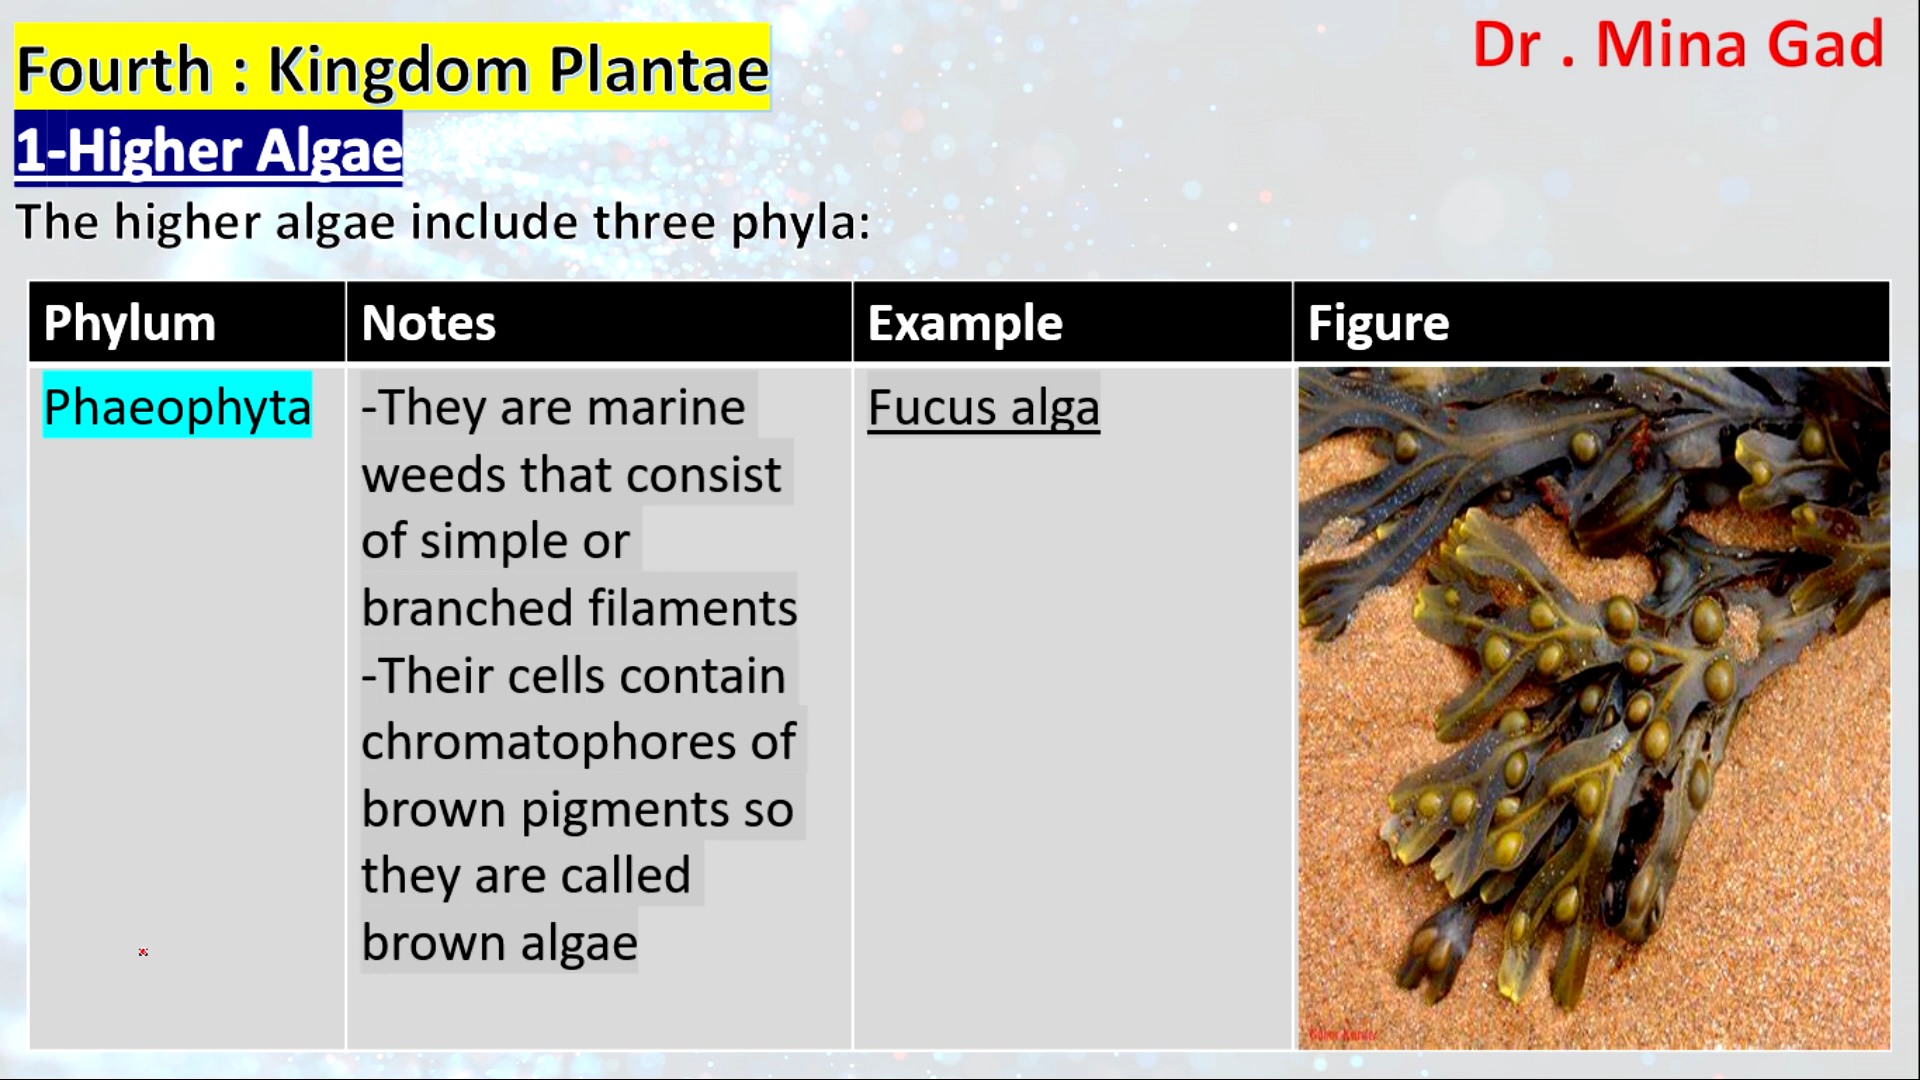 Fourth : Kingdom Plantae
Dr . Mina Gad
1-Higher Algae
The higher algae include three phyla:
Phylum
Notes
Example
Figure
Phaeophyta
-They are marine
weeds that consist
of simple or
branched filaments
-Their cells contain
chromatophores of
brown pigments so
they are called
brown algae
Fucus alga